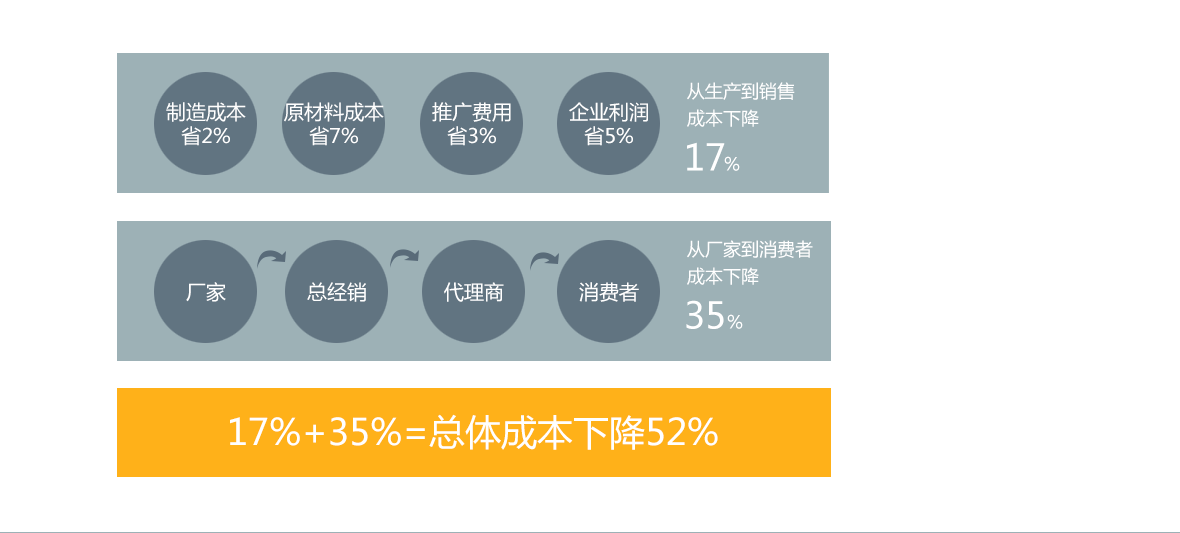 制造成本
省2%
原材料成本
省7%
推广费用
省3%
企业利润
省5%
从生产到销售
成本下降
17%
厂家
总经销
代理商
消费者
从厂家到消费者
成本下降
35%
17%+35%=总体成本下降52%